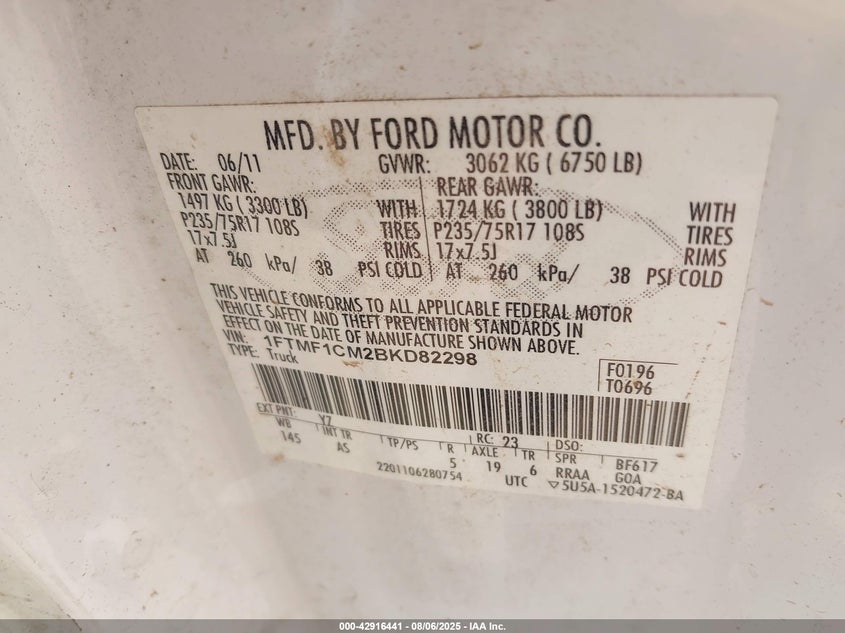 MFD. BY FORD MOTOR CO.
DATE: 06/11 GVWR: 3062 KG ( 6750 LB)
FRONT GAWR: REAR GAWR:
1497 KG ( 3300 LB) WITH 1724 KG ( 3800 LB) WITH
P235/75R17 108S TIRES P235/75R17 108S TIRES
17x7.5J RIMS 17x7.5J RIMS
AT 260 kPa/ 38 PSI COLD AT 260 kPa/ 38 PSI COLD
THIS VEHICLE CONFORMS TO ALL APPLICABLE FEDERAL MOTOR
VEHICLE SAFETY AND THEFT PREVENTION STANDARDS IN
EFFECT ON THE DATE OF MANUFACTURE SHOWN ABOVE.
VIN: 1FTMF1CM2BKD82298
TYPE: Truck
F0196
T0696
EXT PNT: YZ RC: 23 DSO:
WB INT TR TP/PS R AXLE TR SPR BF617
145 AS 5 19 6 RRAA G0A
2201106280754 UTC ▽5U5A-1520472-BA
000-42916441 - 08/06/2025 - IAA Inc.